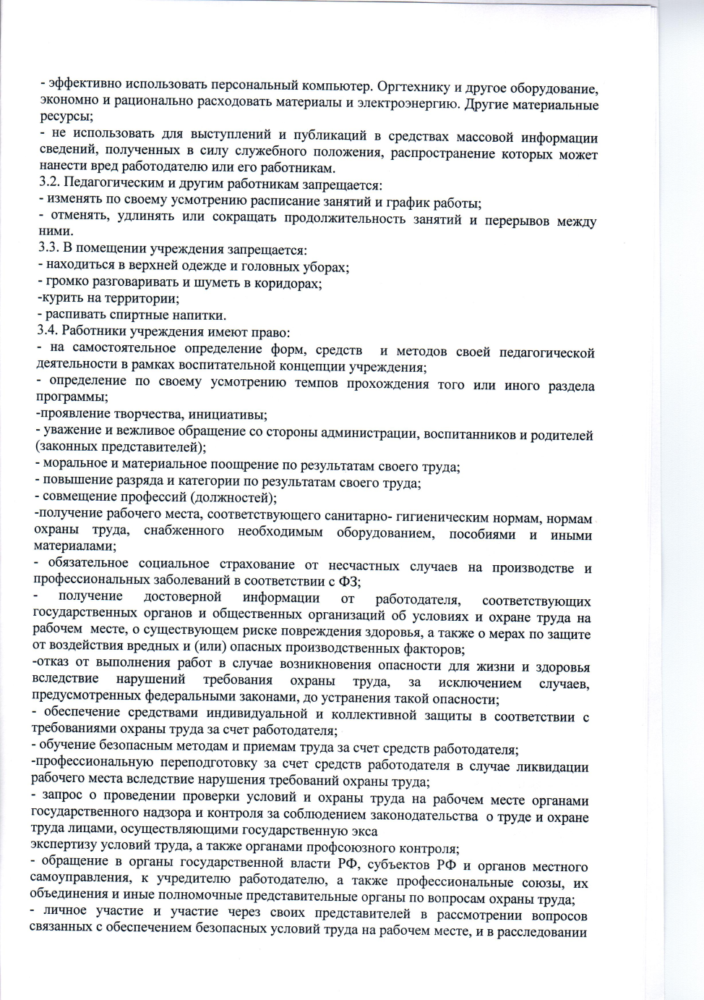 - эффективно использовать персональный компьютер. Оргтехнику и другое оборудование,
экономно и рационально расходовать материалы и электроэнергию. Другие материальные
ресурсы;
- не использовать для выступлений и публикаций в средствах массовой информации
сведений, полученных в силу служебного положения, распространение которых может
нанести вред работодателю или его работникам.
3.2. Педагогическим и другим работникам запрещается:
- изменять по своему усмотрению расписание занятий и график работы;
- отменять, удлинять или сокращать продолжительность занятий и перерывов между
ними.
3.3. В помещении учреждения запрещается:
- находиться в верхней одежде и головных уборах;
- громко разговаривать и шуметь в коридорах;
-курить на территории;
- распивать спиртные напитки.
3.4. Работники учреждения имеют право:
- на самостоятельное определение форм, средств и методов своей педагогической
деятельности в рамках воспитательной концепции учреждения;
- определение по своему усмотрению темпов прохождения того или иного раздела
программы;
-проявление творчества, инициативы;
- уважение и вежливое обращение со стороны администрации, воспитанников и родителей
(законных представителей);
- моральное и материальное поощрение по результатам своего труда;
- повышение разряда и категории по результатам своего труда;
- совмещение профессий (должностей);
-получение рабочего места, соответствующего санитарно- гигиеническим нормам, нормам
охраны труда, снабженного необходимым оборудованием, пособиями и иными
материалами;
- обязательное социальное страхование от несчастных случаев на производстве и
профессиональных заболеваний в соответствии с ФЗ;
- получение достоверной информации от работодателя, соответствующих
государственных органов и общественных организаций об условиях и охране труда на
рабочем месте, о существующем риске повреждения здоровья, а также о мерах по защите
от воздействия вредных и (или) опасных производственных факторов;
-отказ от выполнения работ в случае возникновения опасности для жизни и здоровья
вследствие нарушений требования охраны труда, за исключением случаев,
предусмотренных федеральными законами, до устранения такой опасности;
- обеспечение средствами индивидуальной и коллективной защиты в соответствии с
требованиями охраны труда за счет работодателя;
- обучение безопасным методам и приемам труда за счет средств работодателя;
-профессиональную переподготовку за счет средств работодателя в случае ликвидации
рабочего места вследствие нарушения требований охраны труда;
- запрос о проведении проверки условий и охраны труда на рабочем месте органами
государственного надзора и контроля за соблюдением законодательства о труде и охране
труда лицами, осуществляющими государственную экса
экспертизу условий труда, а также органами профсоюзного контроля;
- обращение в органы государственной власти РФ, субъектов РФ и органов местного
самоуправления, к учредителю работодателю, а также профессиональные союзы, их
объединения и иные полномочные представительные органы по вопросам охраны труда;
- личное участие и участие через своих представителей в рассмотрении вопросов
связанных с обеспечением безопасных условий труда на рабочем месте, и в расследовании